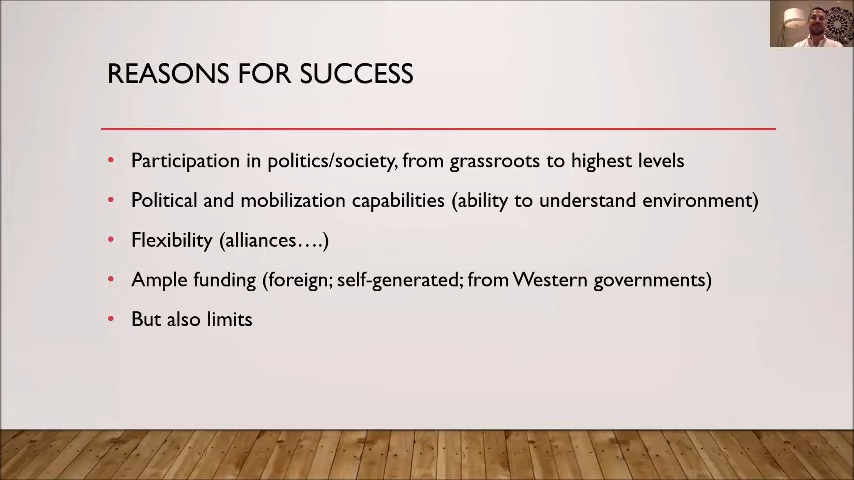 REASONS FOR SUCCESS
• Participation in politics/society, from grassroots to highest levels
• Political and mobilization capabilities (ability to understand environment)
• Flexibility (alliances….)
• Ample funding (foreign; self-generated; from Western governments)
• But also limits